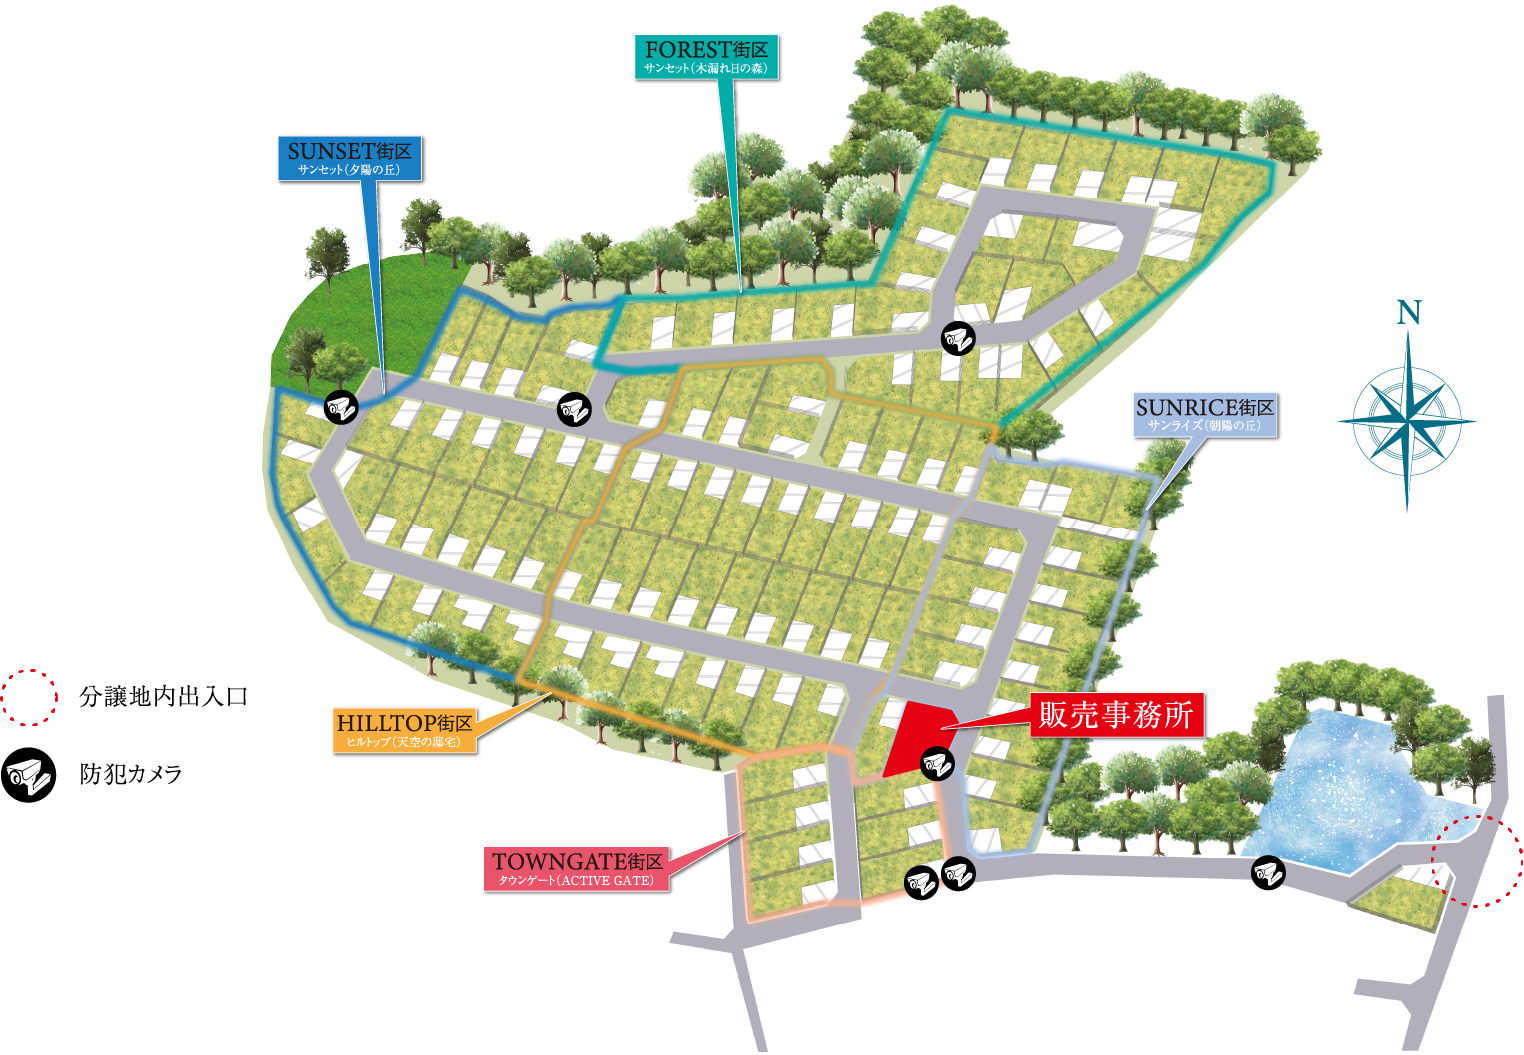 FOREST街区
サンセット(木漏れ日の森)
SUNSET街区
サンセット(夕陽の丘)
N
SUNRICE街区
サンライズ(朝陽の丘)
分譲地内出入口
HILLTOP街区
ヒルトップ(天空の邸宅)
販売事務所
防犯カメラ
TOWNGATE街区
タウンゲート(ACTIVE GATE)